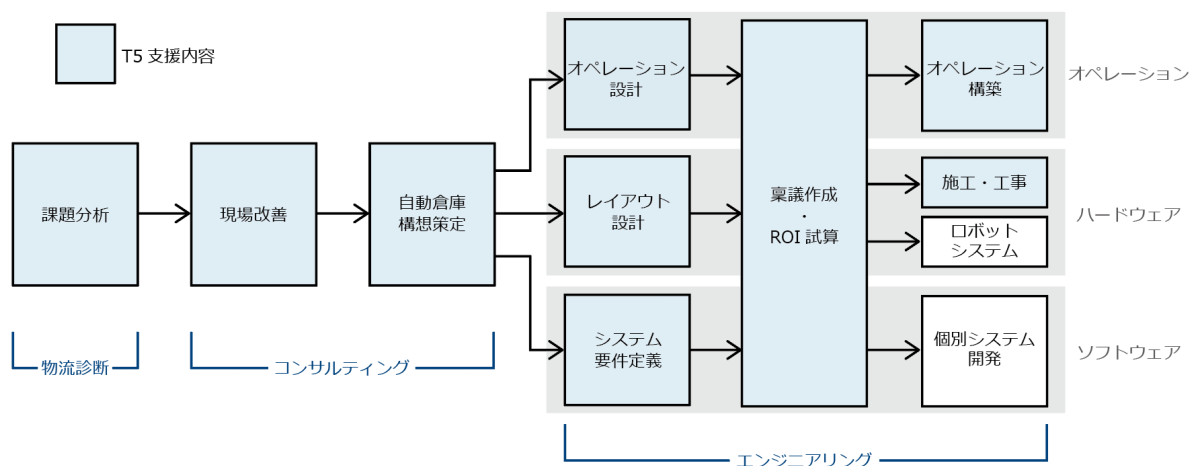 T5 支援内容
課題分析
現場改善
自動倉庫
構想策定
オペレーション
設計
レイアウト
設計
システム
要件定義
稟議作成
・
ROI 試算
オペレーション
構築
施工・工事
ロボット
システム
個別システム
開発
オペレーション
ハードウェア
ソフトウェア
物流診断
コンサルティング
エンジニアリング